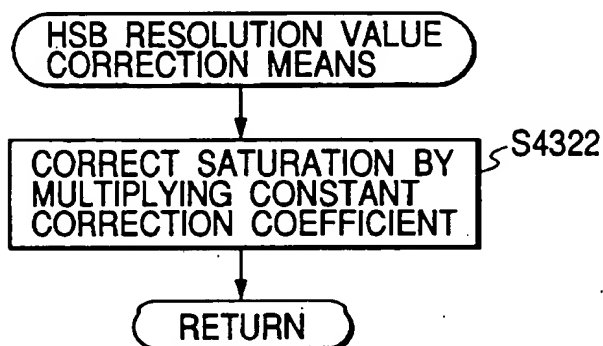 HSB RESOLUTION VALUE
CORRECTION MEANS
S4322
CORRECT SATURATION BY
MULTIPLYING CONSTANT
CORRECTION COEFFICIENT
RETURN